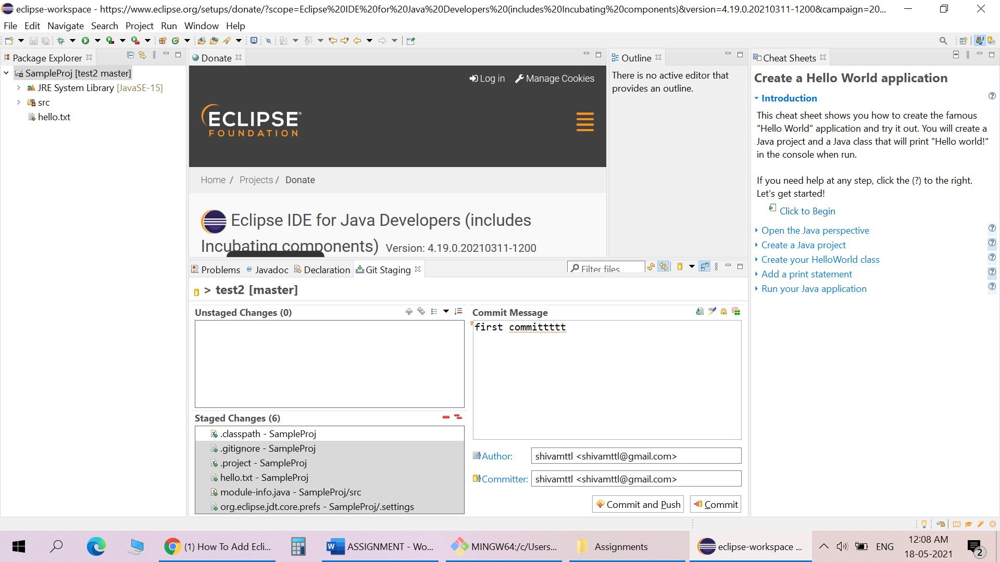 eclipse-workspace - https://www.eclipse.org/setups/donate/?scope=Eclipse%20IDE%20for%20Java%20Developers%20(includes%20Incubating%20components)&version=4.19.0.20210311-1200&campaign=20...
File Edit Navigate Search Project Run Window Help
Package Explorer
SampleProj [test2 master]
JRE System Library [JavaSE-15]
src
hello.txt
Donate
Log in Manage Cookies
ECLIPSE®
FOUNDATION
Home / Projects / Donate
Eclipse IDE for Java Developers (includes
Incubating components) Version: 4.19.0.20210311-1200
Outline
There is no active editor that
provides an outline.
Cheat Sheets
Create a Hello World application
Introduction
This cheat sheet shows you how to create the famous
"Hello World" application and try it out. You will create a
Java project and a Java class that will print "Hello world!"
in the console when run.
If you need help at any step, click the (?) to the right.
Let's get started!
Click to Begin
Open the Java perspective
Create a Java project
Create your HelloWorld class
Add a print statement
Run your Java application
Problems @ Javadoc Declaration Git Staging
Filter files
> test2 [master]
Unstaged Changes (0)
Staged Changes (6)
.classpath - SampleProj
.gitignore - SampleProj
.project - SampleProj
hello.txt - SampleProj
module-info.java - SampleProj/src
org.eclipse.jdt.core.prefs - SampleProj/.settings
Commit Message
first committtttt
Author: shivamttl <shivamttl@gmail.com>
Committer: shivamttl <shivamttl@gmail.com>
Commit and Push Commit
(1) How To Add Ecli...
ASSIGNMENT - Wo...
MINGW64:/c/Users...
Assignments
eclipse-workspace ...
ENG
12:08 AM
18-05-2021
2